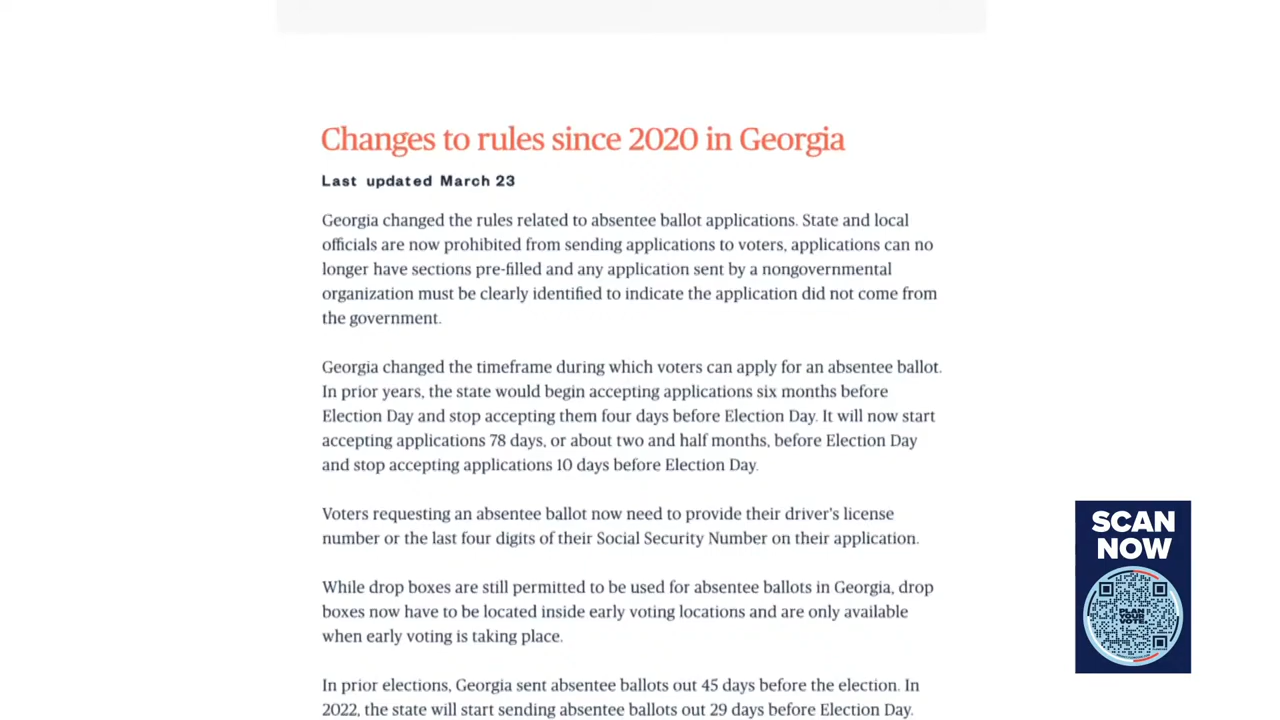 Changes to rules since 2020 in Georgia
Last updated March 23
Georgia changed the rules related to absentee ballot applications. State and local
officials are now prohibited from sending applications to voters, applications can no
longer have sections pre-filled and any application sent by a nongovernmental
organization must be clearly identified to indicate the application did not come from
the government.
Georgia changed the timeframe during which voters can apply for an absentee ballot.
In prior years, the state would begin accepting applications six months before
Election Day and stop accepting them four days before Election Day. It will now start
accepting applications 78 days, or about two and half months, before Election Day
and stop accepting applications 10 days before Election Day.
Voters requesting an absentee ballot now need to provide their driver's license
number or the last four digits of their Social Security Number on their application.
While drop boxes are still permitted to be used for absentee ballots in Georgia, drop
boxes now have to be located inside early voting locations and are only available
when early voting is taking place.
In prior elections, Georgia sent absentee ballots out 45 days before the election. In
2022, the state will start sending absentee ballots out 29 days before Election Day.
SCAN
NOW
PLAN
YOUR
VOTE.